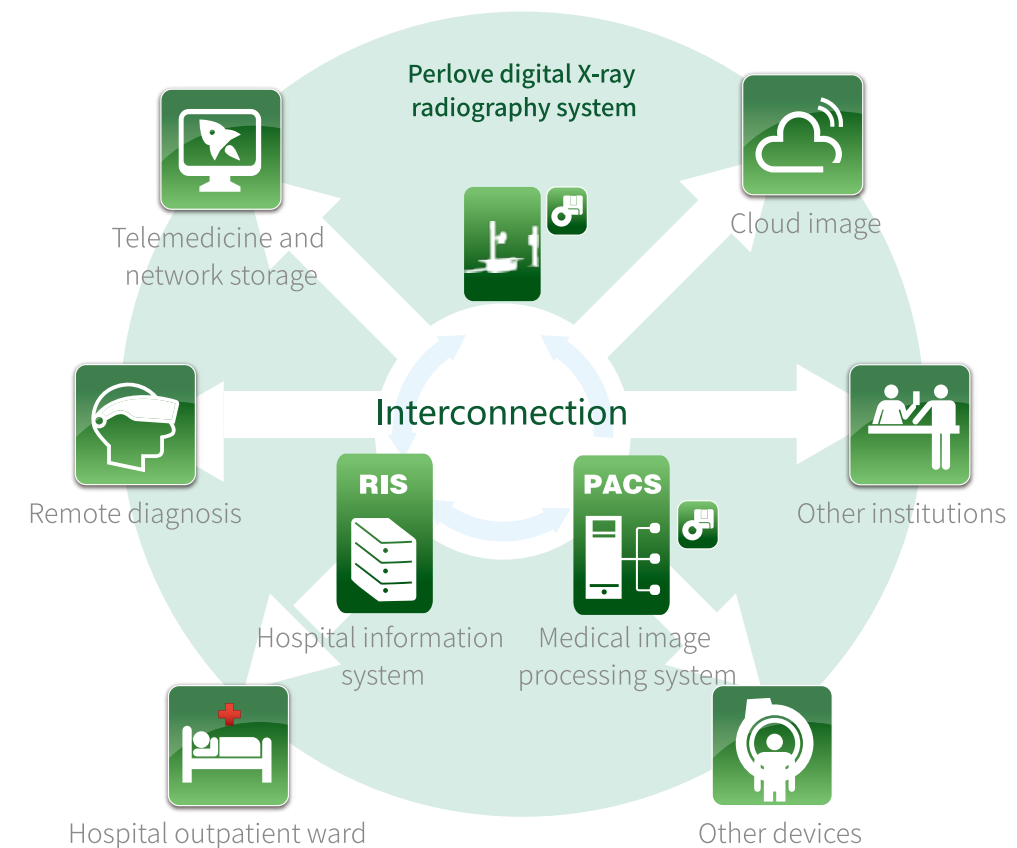 Perlove digital X-ray
radiography system
Telemedicine and
network storage
Cloud image
Interconnection
Remote diagnosis
RIS
PACS
Other institutions
Hospital information
system
Medical image
processing system
Hospital outpatient ward
Other devices